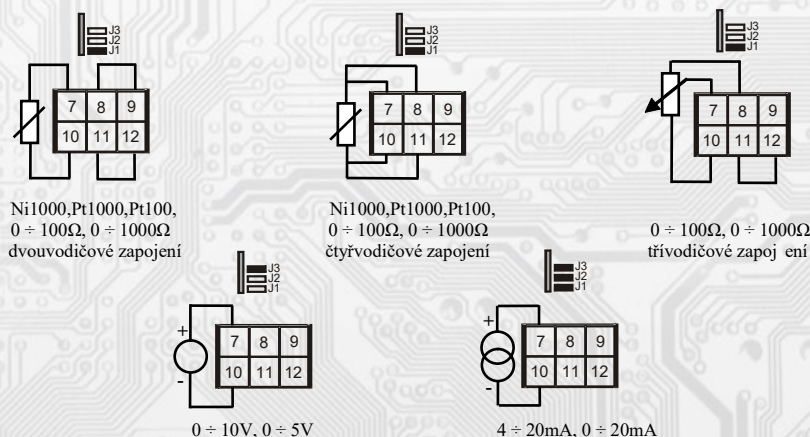 J3
J2
J1
7 8 9
10 11 12
Ni1000,Pt1000,Pt100,
0 ÷ 100Ω, 0 ÷ 1000Ω
dvouvodičové zapojení
J3
J2
J1
7 8 9
10 11 12
Ni1000,Pt1000,Pt100,
0 ÷ 100Ω, 0 ÷ 1000Ω
čtyřvodičové zapojení
J3
J2
J1
7 8 9
10 11 12
0 ÷ 100Ω, 0 ÷ 1000Ω
třívodičové zapoj ení
J3
J2
J1
+
7 8 9
10 11 12
-
0 ÷ 10V, 0 ÷ 5V
J3
J2
J1
+
7 8 9
10 11 12
-
4 ÷ 20mA, 0 ÷ 20mA